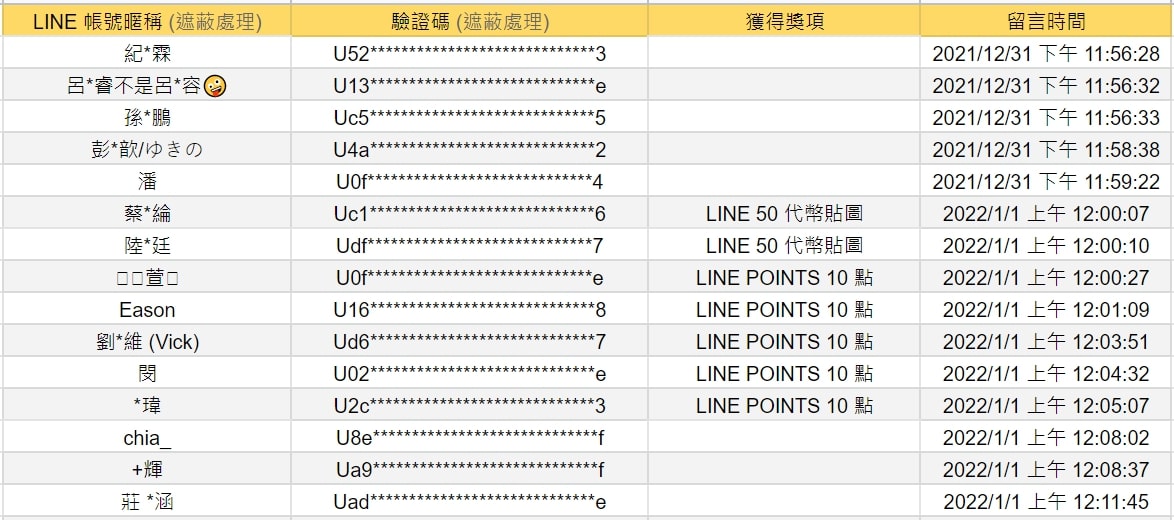 LINE 帳號暱稱 (遮蔽處理) 驗證碼 (遮蔽處理) 獲得獎項 留言時間
紀*霖 U52*****************************3 2021/12/31 下午 11:56:28
呂*睿不是呂*容🤪 U13*****************************e 2021/12/31 下午 11:56:32
孫*鵬 Uc5*****************************5 2021/12/31 下午 11:56:33
彭*歆/ゆきの U4a*****************************2 2021/12/31 下午 11:58:38
潘 U0f*****************************4 2021/12/31 下午 11:59:22
蔡*綸 Uc1*****************************6 LINE 50 代幣貼圖 2022/1/1 上午 12:00:07
陸*廷 Udf*****************************7 LINE 50 代幣貼圖 2022/1/1 上午 12:00:10
□□萱□ U0f*****************************e LINE POINTS 10 點 2022/1/1 上午 12:00:27
Eason U16*****************************8 LINE POINTS 10 點 2022/1/1 上午 12:01:09
劉*維 (Vick) Ud6*****************************7 LINE POINTS 10 點 2022/1/1 上午 12:03:51
閔 U02*****************************e LINE POINTS 10 點 2022/1/1 上午 12:04:32
*瑋 U2c*****************************3 LINE POINTS 10 點 2022/1/1 上午 12:05:07
chia_ U8e*****************************f 2022/1/1 上午 12:08:02
+輝 Ua9*****************************f 2022/1/1 上午 12:08:37
莊 *涵 Uad*****************************e 2022/1/1 上午 12:11:45